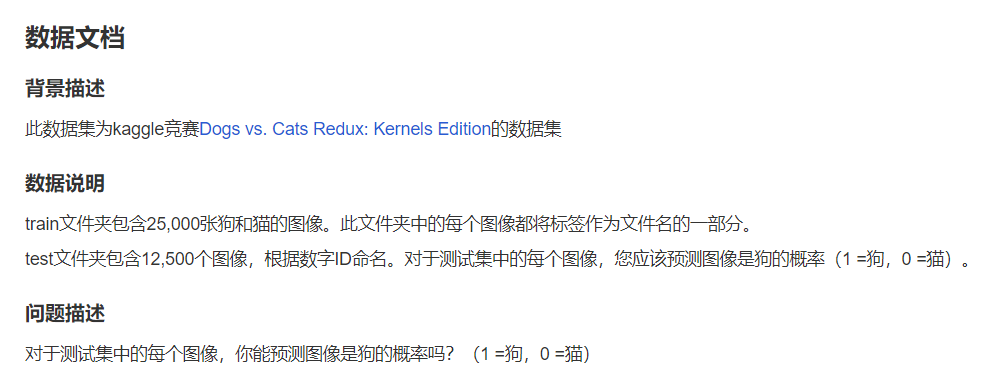 数据文档
背景描述
此数据集为kaggle竞赛Dogs vs. Cats Redux: Kernels Edition的数据集
数据说明
train文件夹包含25,000张狗和猫的图像。此文件夹中的每个图像都将标签作为文件名的一部分。
test文件夹包含12,500个图像，根据数字ID命名。对于测试集中的每个图像，您应该预测图像是狗的概率（1 =狗，0 =猫）。
问题描述
对于测试集中的每个图像，你能预测图像是狗的概率吗？（1 =狗，0 =猫）